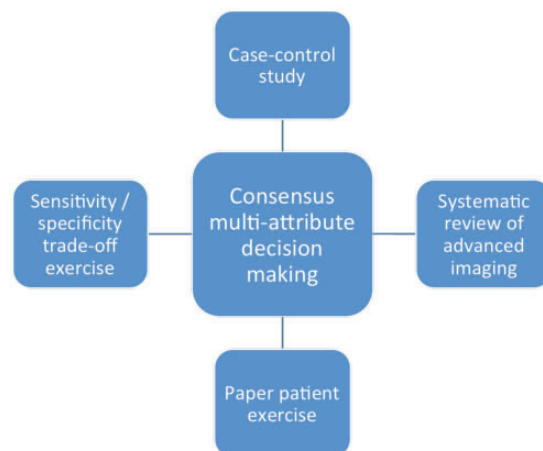 Case-control
study
Sensitivity /
specificity
trade-off
exercise
Consensus
multi-attribute
decision
making
Systematic
review of
advanced
imaging
Paper patient
exercise